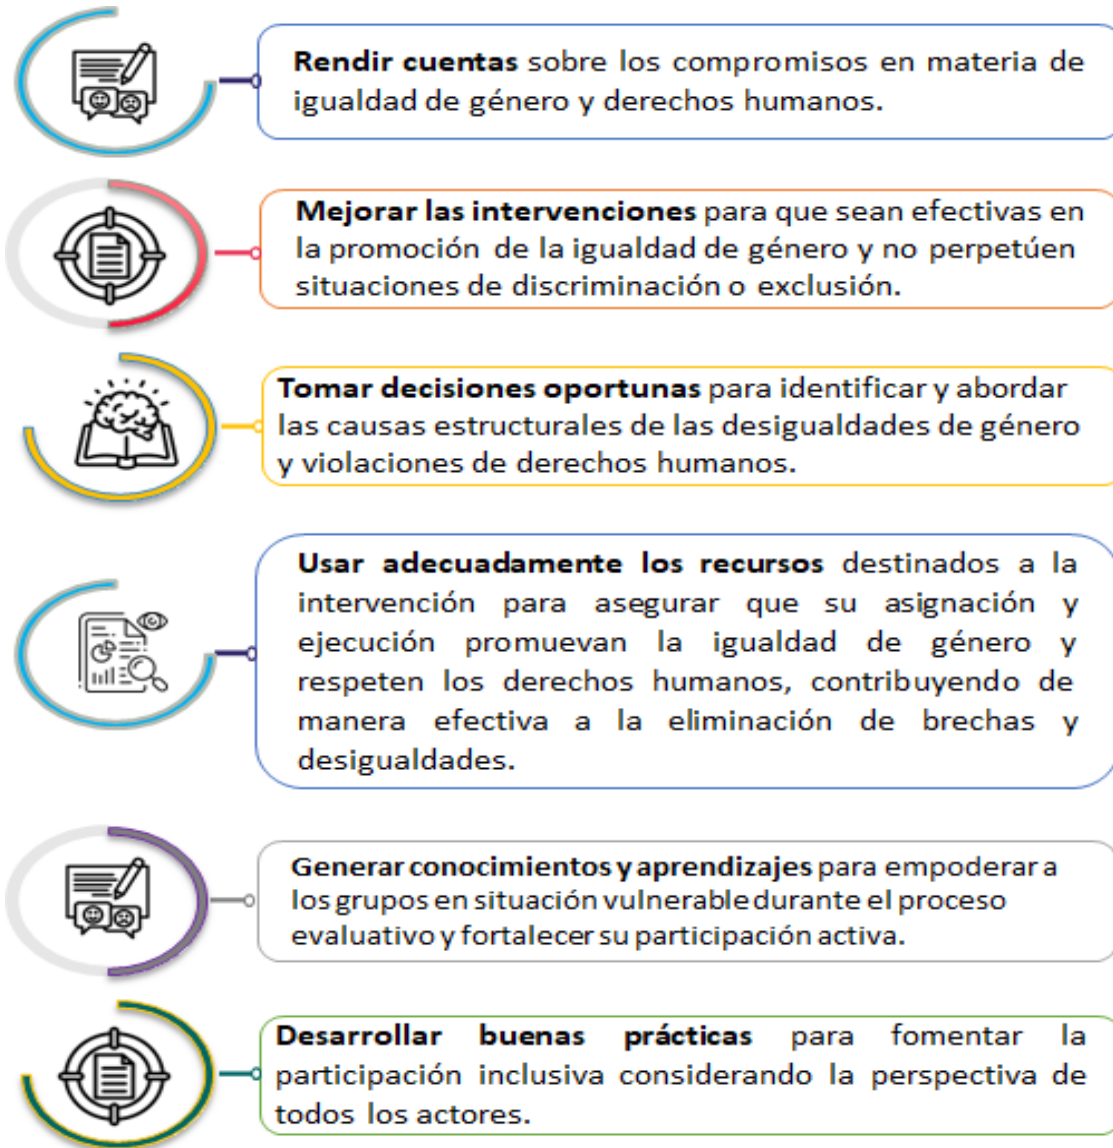 Rendir cuentas sobre los compromisos en materia de
igualdad de género y derechos humanos.
Mejorar las intervenciones para que sean efectivas en
la promoción de la igualdad de género y no perpetúen
situaciones de discriminación o exclusión.
Tomar decisiones oportunas para identificar y abordar
las causas estructurales de las desigualdades de género
y violaciones de derechos humanos.
Usar adecuadamente los recursos destinados a la
intervención para asegurar que su asignación y
ejecución promuevan la igualdad de género y
respeten los derechos humanos, contribuyendo de
manera efectiva a la eliminación de brechas y
desigualdades.
Generar conocimientos y aprendizajes para empoderar a
los grupos en situación vulnerable durante el proceso
evaluativo y fortalecer su participación activa.
Desarrollar buenas prácticas para fomentar la
participación inclusiva considerando la perspectiva de
todos los actores.